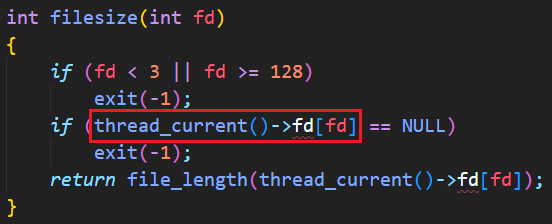 int filesize(int fd)
{
    if (fd < 3 || fd >= 128)
        exit(-1);
    if (thread_current()->fd[fd] == NULL)
        exit(-1);
    return file_length(thread_current()->fd[fd]);
}